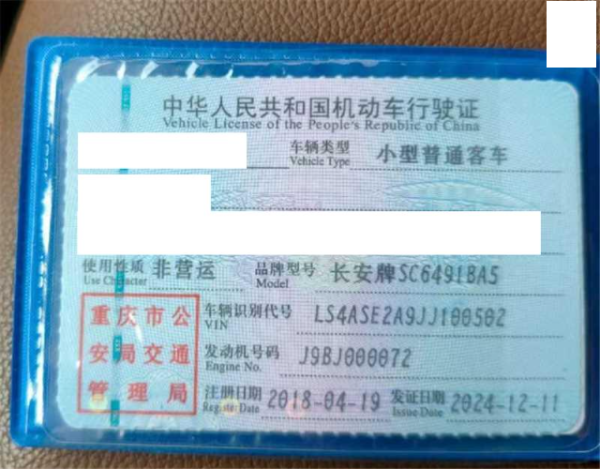 中华人民共和国机动车行驶证
Vehicle License of the People's Republic of China
车辆类型 小型普通客车
Vehicle Type
使用性质 非营运 品牌型号 长安牌SC6491BA5
Use Character Model
重庆市公
安局交通
管理局
车辆识别代号 LS4ASE2A9JJ100502
VIN
发动机号码 J9BJ000072
Engine No.
注册日期 2018-04-19 发证日期 2024-12-11
Register Date Issue Date